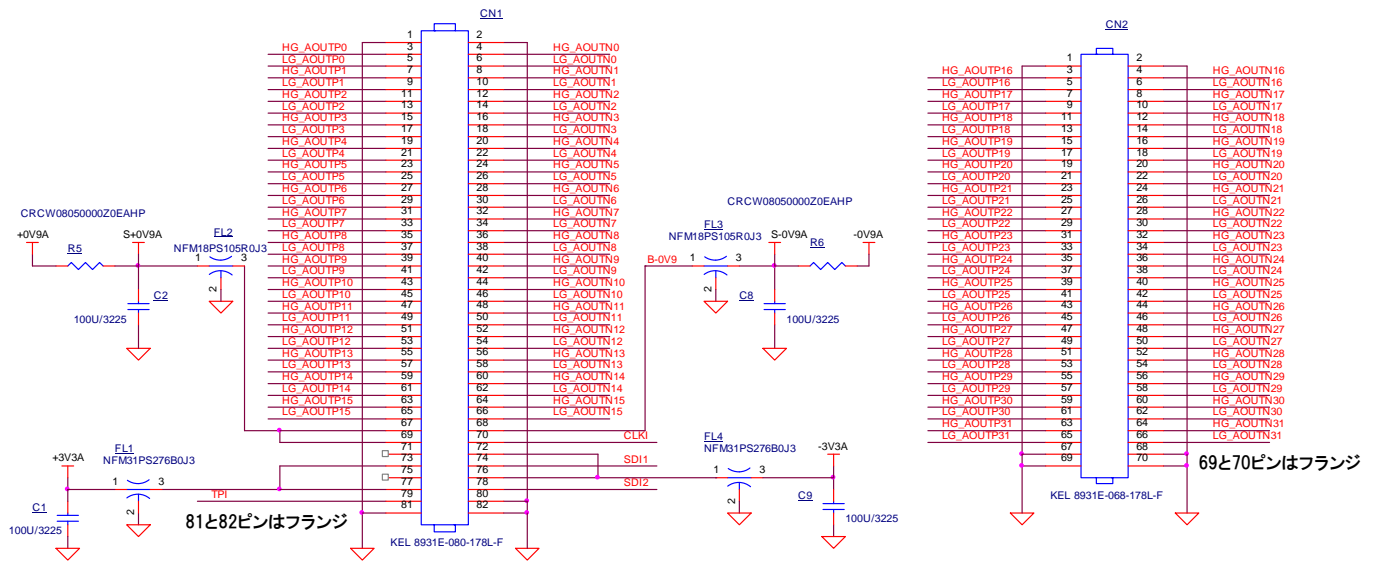 CN1
1 2
3 4
HG_AOUTP0 HG_AOUTN0
5 6
LG_AOUTP0 LG_AOUTN0
7 8
HG_AOUTP1 HG_AOUTN1
9 10
LG_AOUTP1 LG_AOUTN1
11 12
HG_AOUTP2 HG_AOUTN2
13 14
LG_AOUTP2 LG_AOUTN2
15 16
HG_AOUTP3 HG_AOUTN3
17 18
LG_AOUTP3 LG_AOUTN3
19 20
HG_AOUTP4 HG_AOUTN4
21 22
LG_AOUTP4 LG_AOUTN4
23 24
HG_AOUTP5 HG_AOUTN5
25 26
LG_AOUTP5 LG_AOUTN5
27 28
HG_AOUTP6 HG_AOUTN6
29 30
LG_AOUTP6 LG_AOUTN6
31 32
HG_AOUTP7 HG_AOUTN7
33 34
LG_AOUTP7 LG_AOUTN7
35 36
HG_AOUTP8 HG_AOUTN8
37 38
LG_AOUTP8 LG_AOUTN8
39 40
HG_AOUTP9 HG_AOUTN9
41 42
LG_AOUTP9 LG_AOUTN9
43 44
HG_AOUTP10 HG_AOUTN10
45 46
LG_AOUTP10 LG_AOUTN10
47 48
HG_AOUTP11 HG_AOUTN11
49 50
LG_AOUTP11 LG_AOUTN11
51 52
HG_AOUTP12 HG_AOUTN12
53 54
LG_AOUTP12 LG_AOUTN12
55 56
HG_AOUTP13 HG_AOUTN13
57 58
LG_AOUTP13 LG_AOUTN13
59 60
HG_AOUTP14 HG_AOUTN14
61 62
LG_AOUTP14 LG_AOUTN14
63 64
HG_AOUTP15 HG_AOUTN15
65 66
LG_AOUTP15 LG_AOUTN15
67 68
69 70
CLKI
71 72
73 74
SDI1
75 76
77 78
SDI2
79 80
TPI
81 82
KEL 8931E-080-178L-F
81と82ピンはフランジ
CRCW08050000Z0EAHP
+0V9A
R5
S+0V9A
FL2
NFM18PS105R0J3
1 3
2
C2
100U/3225
+3V3A
FL1
NFM31PS276B0J3
1 3
2
C1
100U/3225
CRCW08050000Z0EAHP
B-0V9
FL3
NFM18PS105R0J3
1 3
2
S-0V9A
R6
-0V9A
C8
100U/3225
FL4
NFM31PS276B0J3
1 3
2
-3V3A
C9
100U/3225
CN2
1 2
3 4
HG_AOUTP16 HG_AOUTN16
5 6
LG_AOUTP16 LG_AOUTN16
7 8
HG_AOUTP17 HG_AOUTN17
9 10
LG_AOUTP17 LG_AOUTN17
11 12
HG_AOUTP18 HG_AOUTN18
13 14
LG_AOUTP18 LG_AOUTN18
15 16
HG_AOUTP19 HG_AOUTN19
17 18
LG_AOUTP19 LG_AOUTN19
19 20
HG_AOUTP20 HG_AOUTN20
21 22
LG_AOUTP20 LG_AOUTN20
23 24
HG_AOUTP21 HG_AOUTN21
25 26
LG_AOUTP21 LG_AOUTN21
27 28
HG_AOUTP22 HG_AOUTN22
29 30
LG_AOUTP22 LG_AOUTN22
31 32
HG_AOUTP23 HG_AOUTN23
33 34
LG_AOUTP23 LG_AOUTN23
35 36
HG_AOUTP24 HG_AOUTN24
37 38
LG_AOUTP24 LG_AOUTN24
39 40
HG_AOUTP25 HG_AOUTN25
41 42
LG_AOUTP25 LG_AOUTN25
43 44
HG_AOUTP26 HG_AOUTN26
45 46
LG_AOUTP26 LG_AOUTN26
47 48
HG_AOUTP27 HG_AOUTN27
49 50
LG_AOUTP27 LG_AOUTN27
51 52
HG_AOUTP28 HG_AOUTN28
53 54
LG_AOUTP28 LG_AOUTN28
55 56
HG_AOUTP29 HG_AOUTN29
57 58
LG_AOUTP29 LG_AOUTN29
59 60
HG_AOUTP30 HG_AOUTN30
61 62
LG_AOUTP30 LG_AOUTN30
63 64
HG_AOUTP31 HG_AOUTN31
65 66
LG_AOUTP31 LG_AOUTN31
67 68
69 70
69と70ピンはフランジ
KEL 8931E-068-178L-F